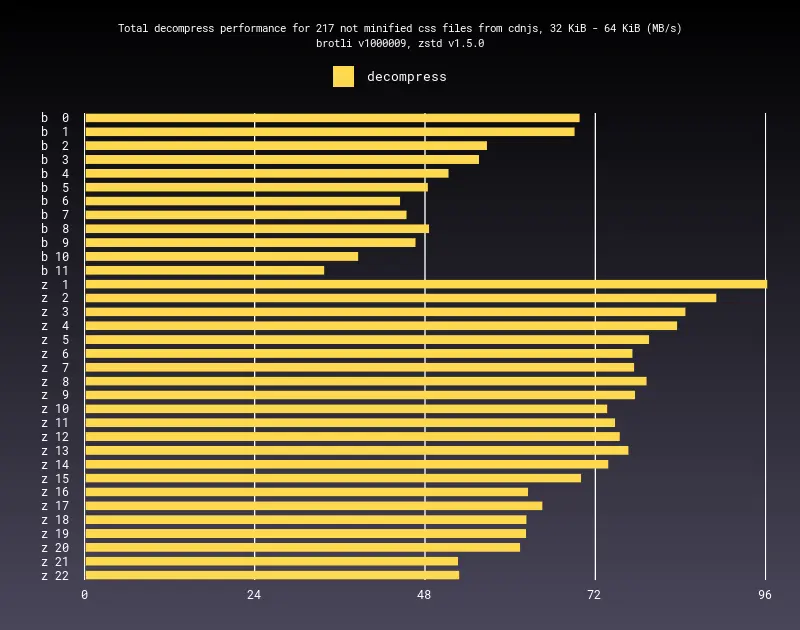 Total decompress performance for 217 not minified css files from cdnjs, 32 KiB - 64 KiB (MB/s)
brotli v1000009, zstd v1.5.0
decompress
b 0
b 1
b 2
b 3
b 4
b 5
b 6
b 7
b 8
b 9
b 10
b 11
z 1
z 2
z 3
z 4
z 5
z 6
z 7
z 8
z 9
z 10
z 11
z 12
z 13
z 14
z 15
z 16
z 17
z 18
z 19
z 20
z 21
z 22
0 24 48 72 96